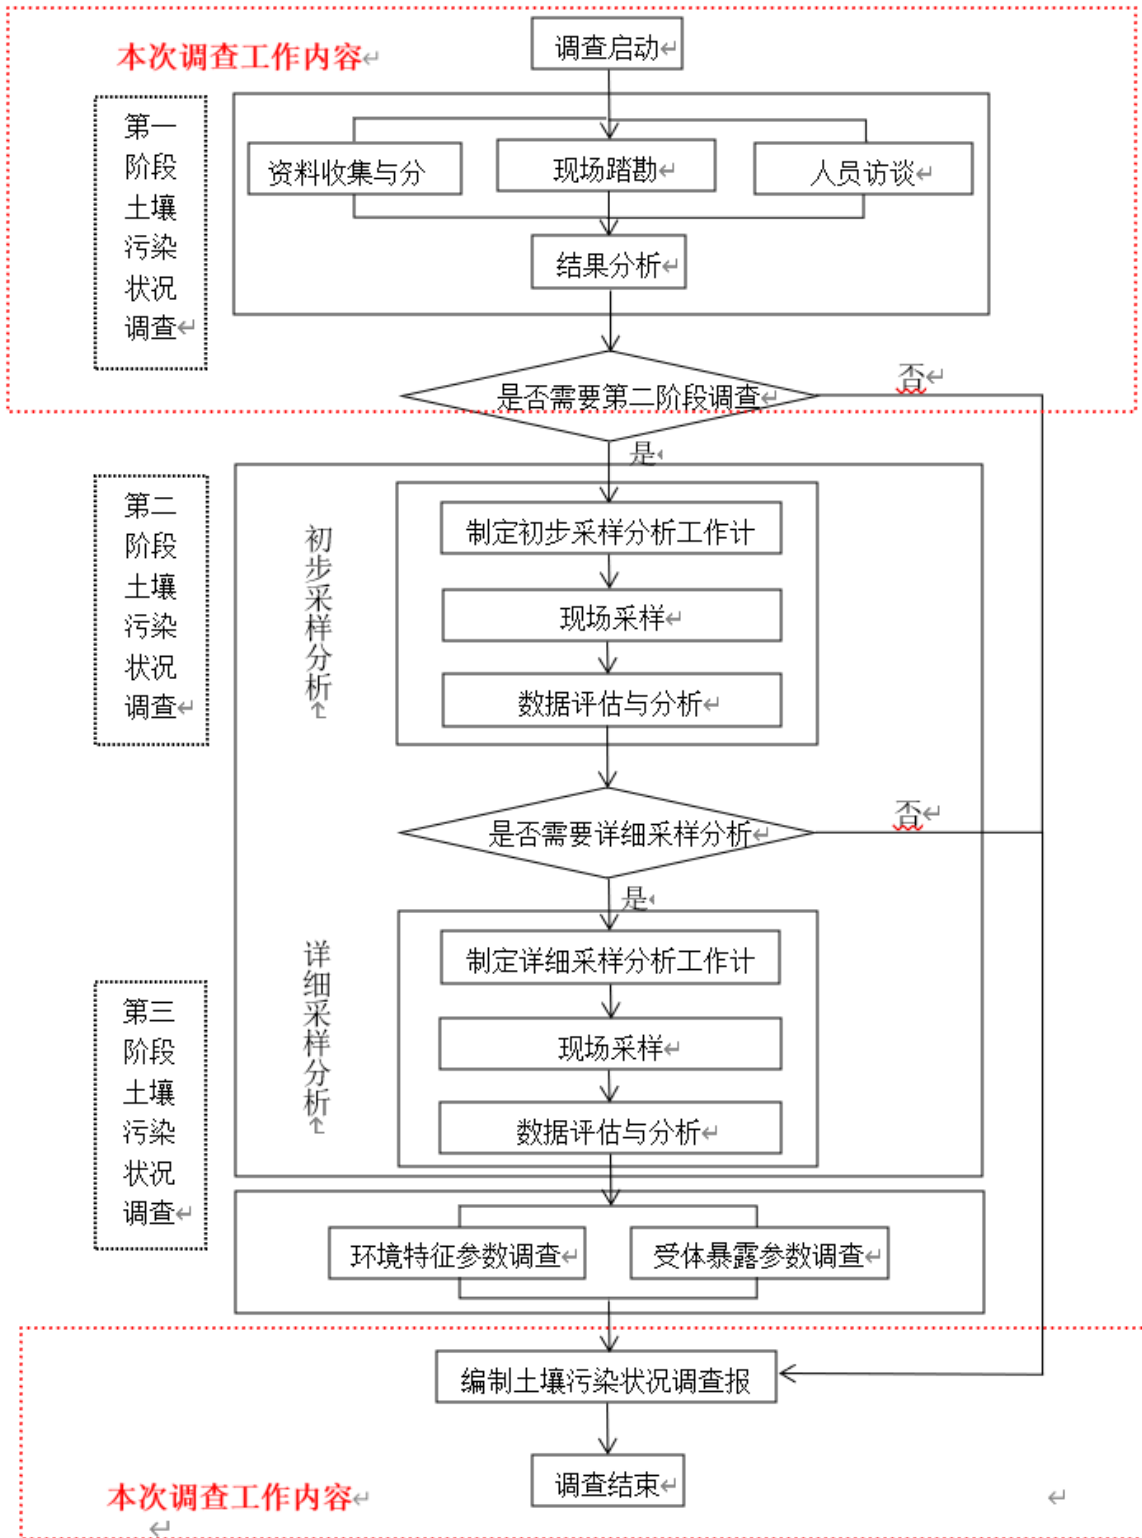 本次调查工作内容
调查启动
第一
阶段
土壤
污染
状况
调查
资料收集与分
现场踏勘
人员访谈
结果分析
是否需要第二阶段调查
否
是
第二
阶段
土壤
污染
状况
调查
初步采样分析
制定初步采样分析工作计
现场采样
数据评估与分析
是否需要详细采样分析
否
是
详细采样分析
制定详细采样分析工作计
现场采样
数据评估与分析
第三
阶段
土壤
污染
状况
调查
环境特征参数调查
受体暴露参数调查
编制土壤污染状况调查报
调查结束
本次调查工作内容